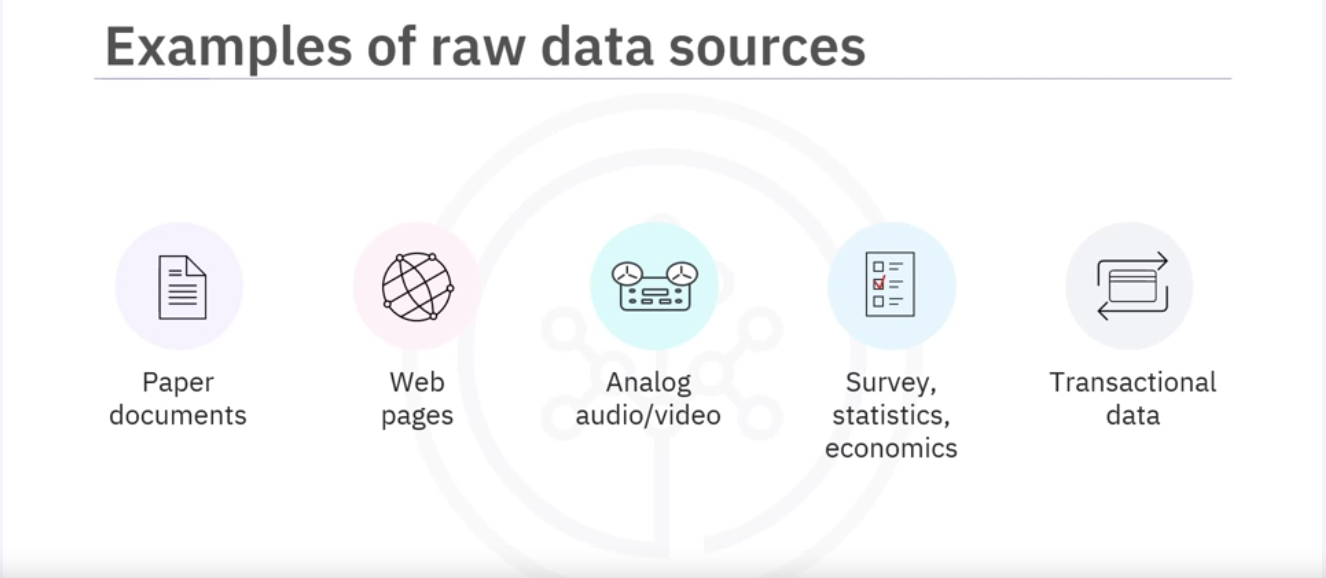 Examples of raw data sources
Paper
documents
Web
pages
Analog
audio/video
Survey,
statistics,
economics
Transactional
data